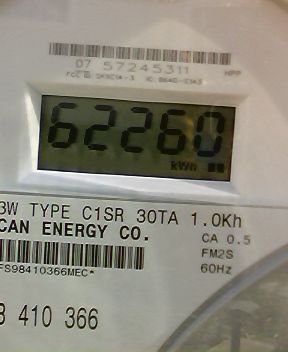 07 57245311
HPP
62260
kWh
3W TYPE C1SR 30TA 1.0Kh
CAN ENERGY CO.
CA 0.5
FM2S
60Hz
FS98410366MEC*
410 366